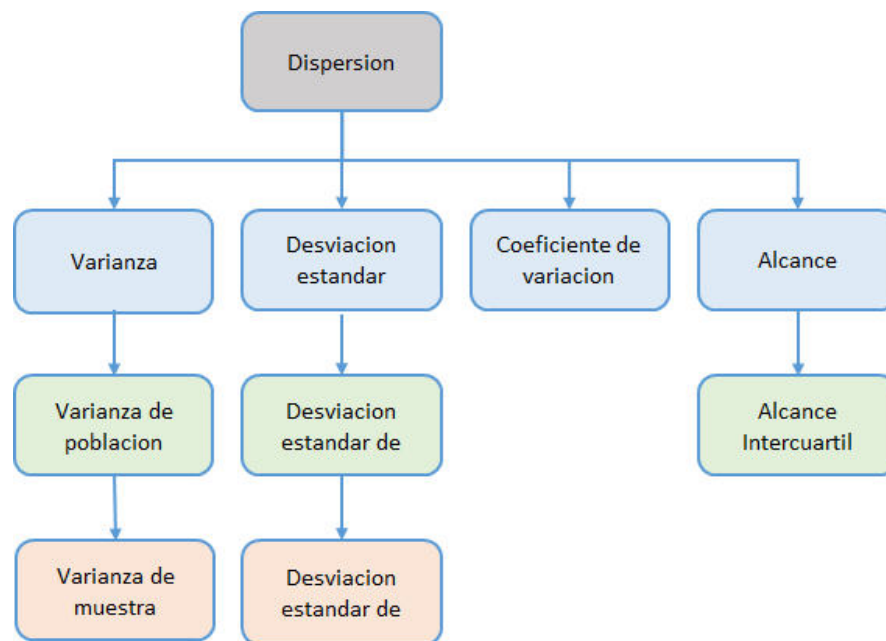 Dispersion
Varianza
Desviacion
estandar
Coeficiente de
variacion
Alcance
Varianza de
poblacion
Desviacion
estandar de
Alcance
Intercuartil
Varianza de
muestra
Desviacion
estandar de